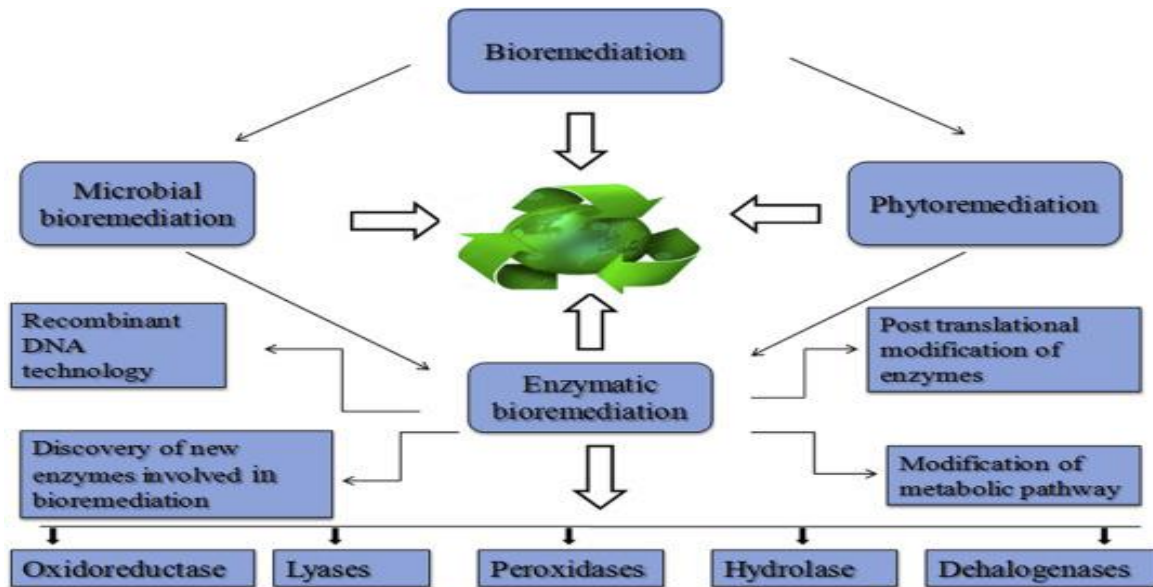 Bioremediation
Microbial
bioremediation
Phytoremediation
Recombinant
DNA
technology
Post translational
modification of
enzymes
Enzymatic
bioremediation
Discovery of new
enzymes involved in
bioremediation
Modification of
metabolic pathway
Oxidoreductase
Lyases
Peroxidases
Hydrolase
Dehalogenases